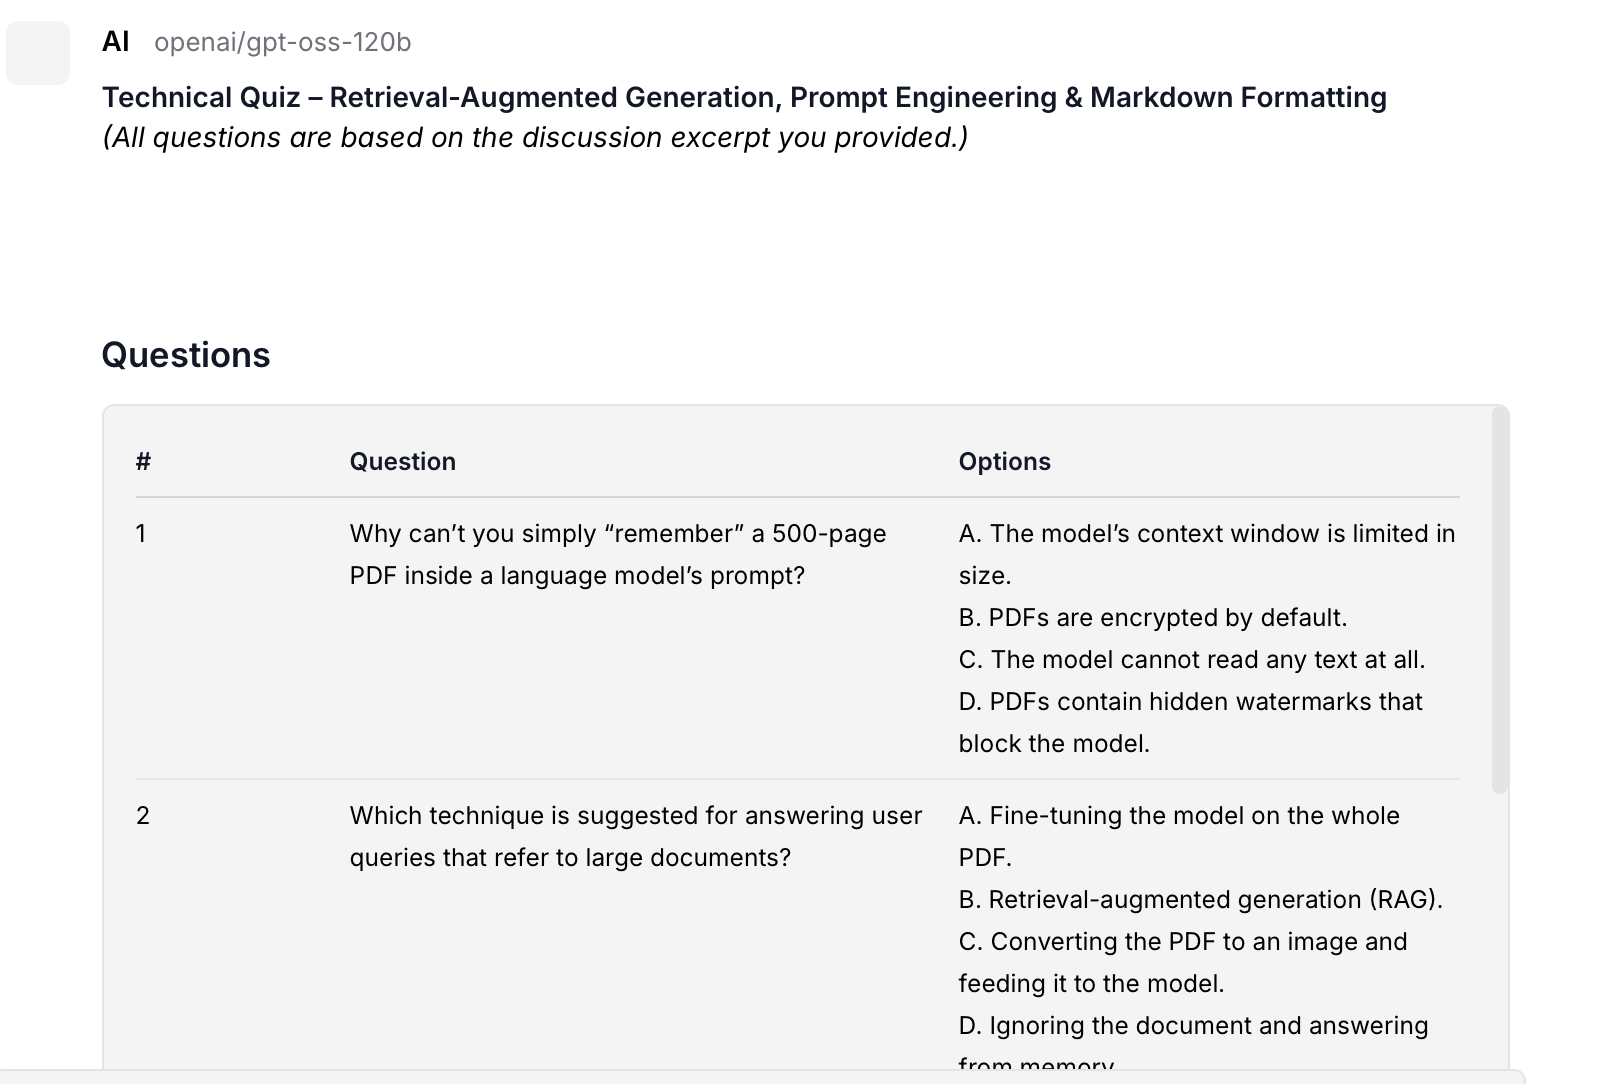 AI openai/gpt-oss-120b
Technical Quiz – Retrieval-Augmented Generation, Prompt Engineering & Markdown Formatting
(All questions are based on the discussion excerpt you provided.)
Questions
# Question Options
1 Why can’t you simply “remember” a 500-page A. The model’s context window is limited in
PDF inside a language model’s prompt? size.
B. PDFs are encrypted by default.
C. The model cannot read any text at all.
D. PDFs contain hidden watermarks that
block the model.
2 Which technique is suggested for answering user A. Fine-tuning the model on the whole
queries that refer to large documents? PDF.
B. Retrieval-augmented generation (RAG).
C. Converting the PDF to an image and
feeding it to the model.
D. Ignoring the document and answering
from memory